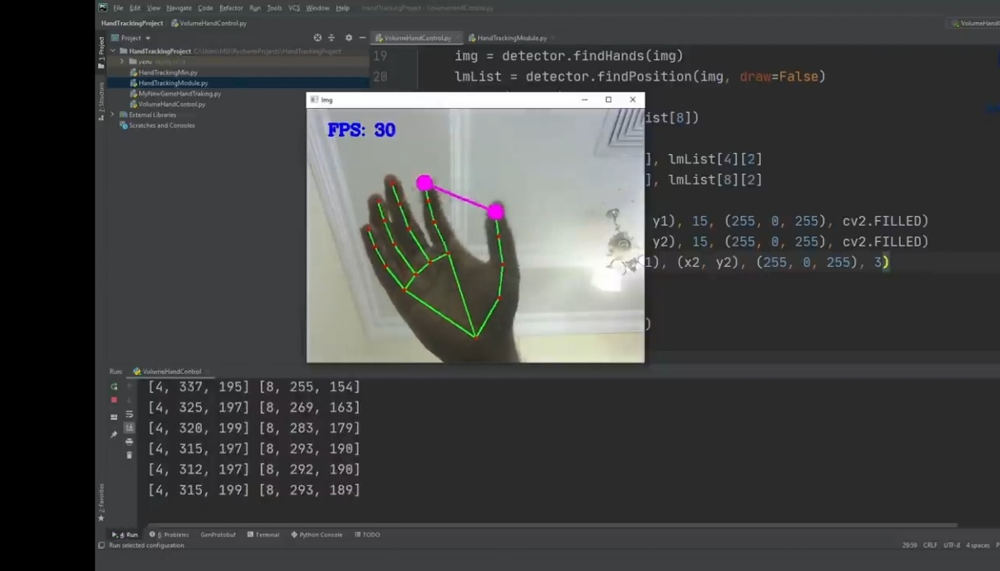 File Edit View Navigate Code Refactor Run Tools VCS Window Help HandTrackingProject - VolumeHandControl.py
HandTrackingProject VolumeHandControl.py
VolumeHandC
Project
VolumeHandControl.py
HandTrackingModule.py
1: Project
HandTrackingProject C:\Users\MSI\PycharmProjects\HandTrackingProject
venv
HandTrackingMin.py
HandTrackingModule.py
MyNewGameHandTraking.py
VolumeHandControl.py
External Libraries
Scratches and Consoles
7: Structure
19 img = detector.findHands(img)
20 lmList = detector.findPosition(img, draw=False)
Img
FPS: 30
ist[8])
], lmList[4][2]
], lmList[8][2]
y1), 15, (255, 0, 255), cv2.FILLED)
y2), 15, (255, 0, 255), cv2.FILLED)
1), (x2, y2), (255, 0, 255), 3)
)
Run: VolumeHandControl
[4, 337, 195] [8, 255, 154]
[4, 325, 197] [8, 269, 163]
[4, 320, 199] [8, 283, 179]
[4, 315, 197] [8, 293, 190]
[4, 312, 197] [8, 292, 190]
[4, 315, 199] [8, 293, 189]
2: Favorites
4: Run 6: Problems GenProtobuf Terminal Python Console TODO
Run selected configuration
29:59 CRLF UTF-8 4 spaces P